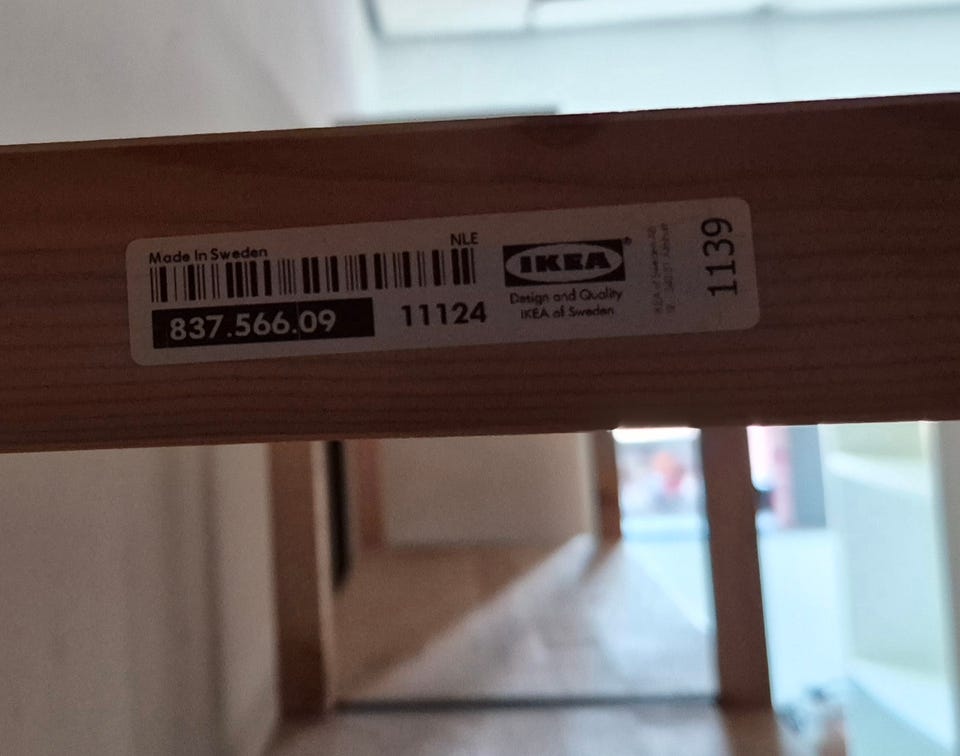 Made In Sweden
NLE
837.566.09
11124
IKEA
Design and Quality
IKEA of Sweden
1139